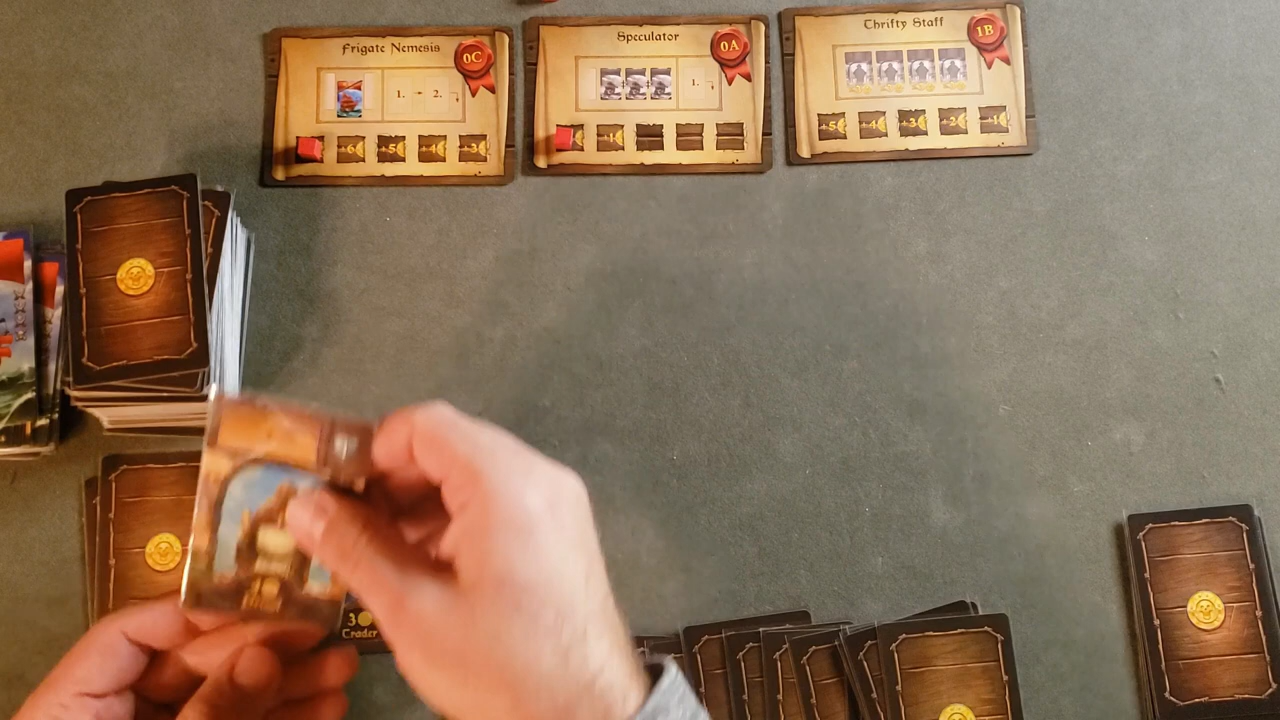 Frigate Nemesis
0C
1.
2.
+6
+5
+4
+3
Speculator
0A
1.
+1
Thrifty Staff
1B
+5
+4
+3
+2
+1
3
Trader